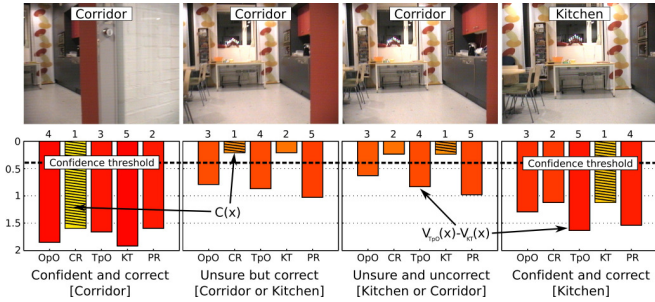 Corridor Corridor Corridor Kitchen
4 1 3 5 2 3 1 4 2 5 3 2 4 1 5 3 2 5 1 4
0
Confidence threshold Confidence threshold
0.5
1
C(x)
V_TpO(x)-V_KT(x)
1.5
2
OpO CR TpO KT PR OpO CR TpO KT PR OpO CR TpO KT PR OpO CR TpO KT PR
Confident and correct Unsure but correct Unsure and uncorrect Confident and correct
[Corridor] [Corridor or Kitchen] [Kitchen or Corridor] [Kitchen]